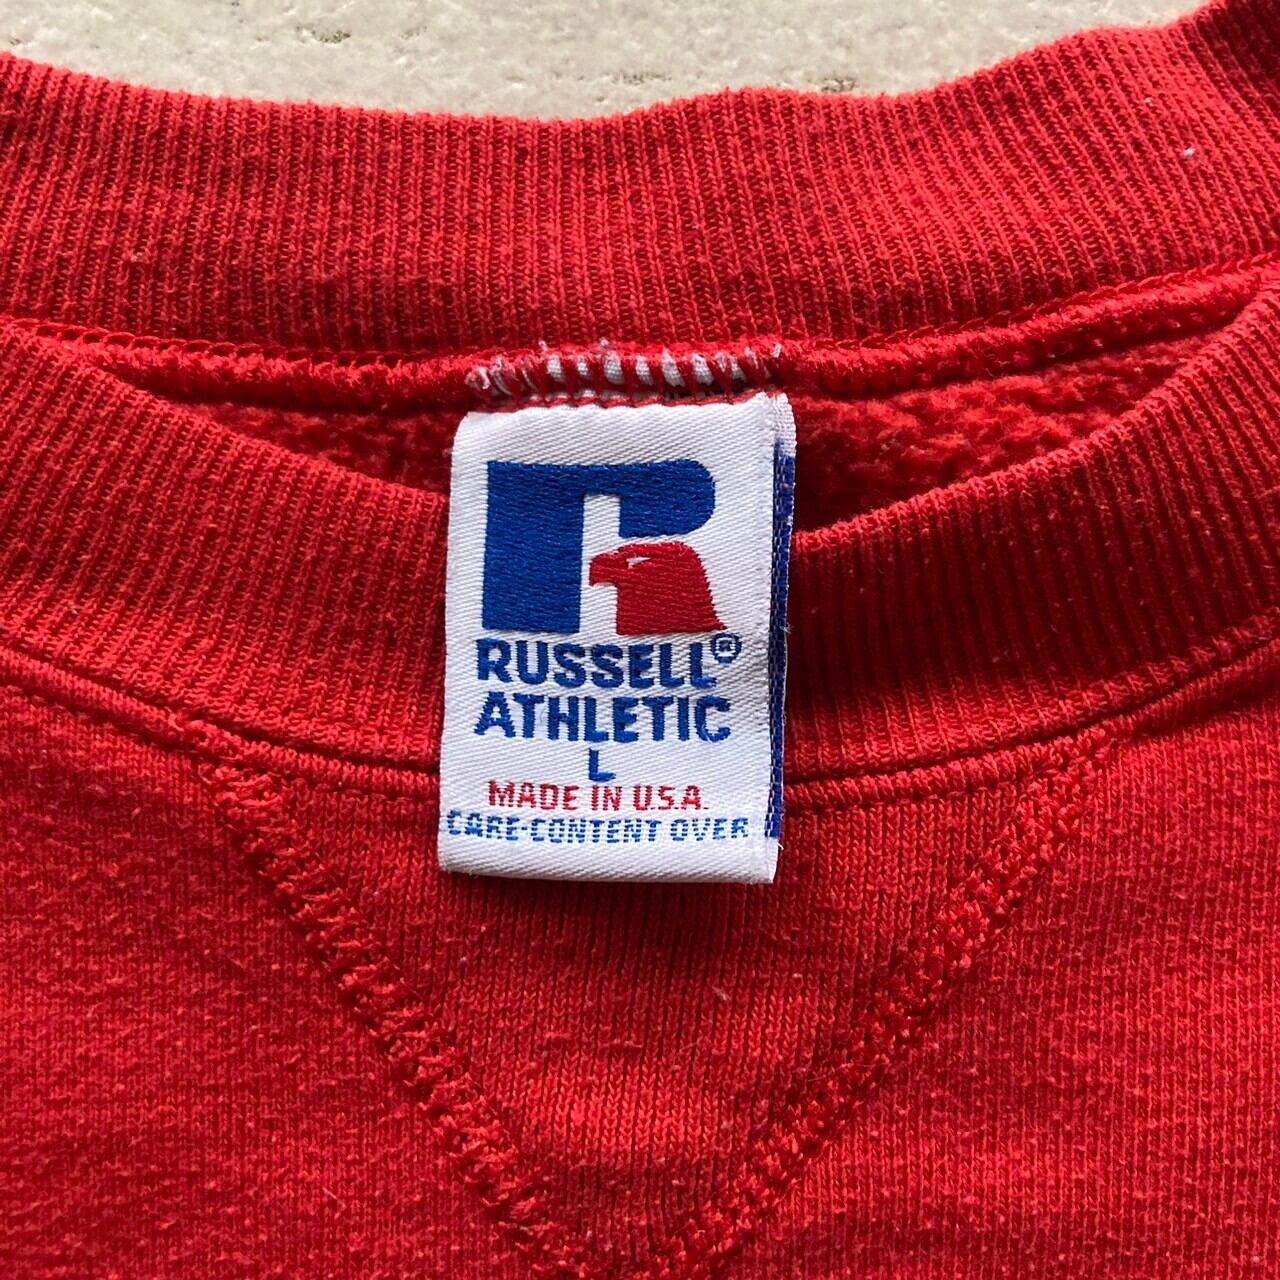 R
RUSSELL®
ATHLETIC
L
MADE IN U.S.A.
CARE·CONTENT OVER